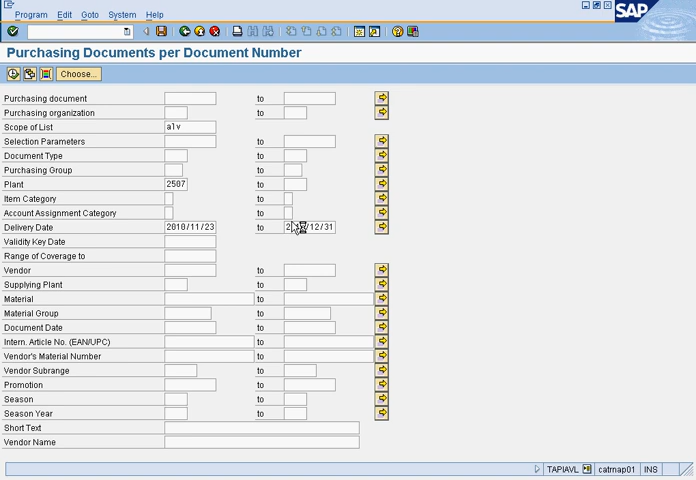 Program Edit Goto System Help
SAP
Purchasing Documents per Document Number
Choose...
Purchasing document to
Purchasing organization to
Scope of List alv
Selection Parameters to
Document Type to
Purchasing Group to
Plant 2507 to
Item Category to
Account Assignment Category to
Delivery Date 2010/11/23 to /12/31
Validity Key Date
Range of Coverage to
Vendor to
Supplying Plant to
Material to
Material Group to
Document Date to
Intern. Article No. (EAN/UPC) to
Vendor's Material Number to
Vendor Subrange to
Promotion to
Season to
Season Year to
Short Text
Vendor Name
TAPIAVL catrnap01 INS